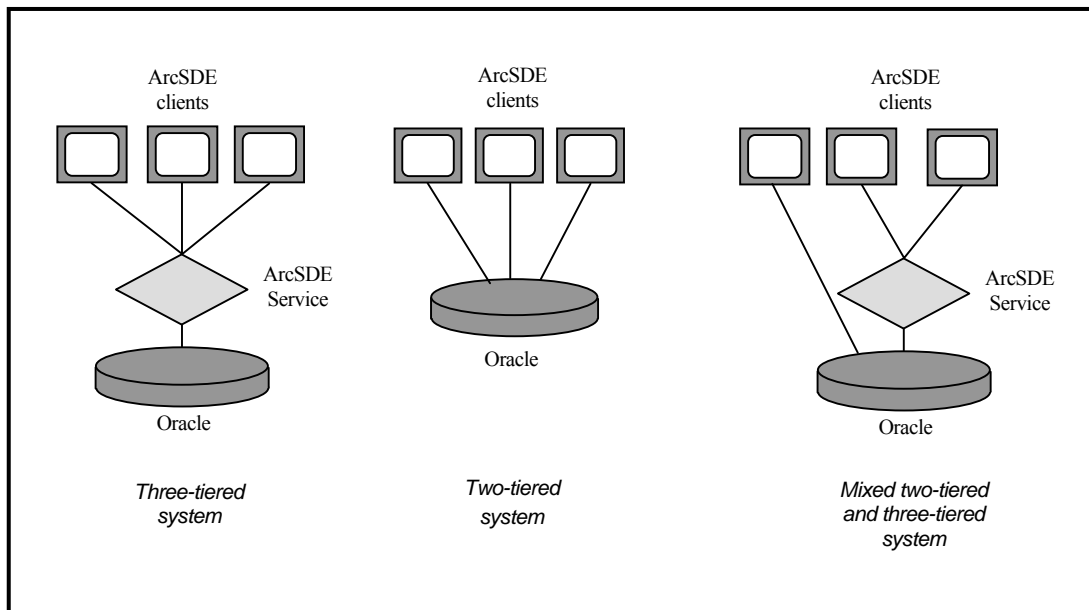 ArcSDE
clients
ArcSDE
Service
Oracle
Three-tiered
system
ArcSDE
clients
Oracle
Two-tiered
system
ArcSDE
clients
ArcSDE
Service
Oracle
Mixed two-tiered
and three-tiered
system